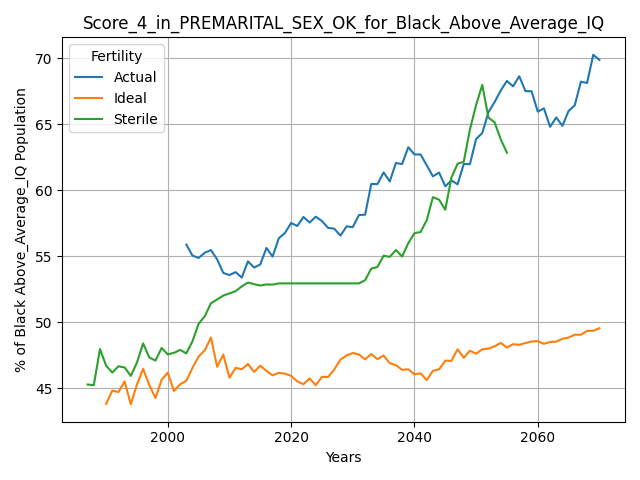 Score_4_in_PREMARITAL_SEX_OK_for_Black_Above_Average_IQ
Fertility
Actual
Ideal
Sterile
% of Black Above_Average_IQ Population
70
65
60
55
50
45
2000
2020
2040
2060
Years